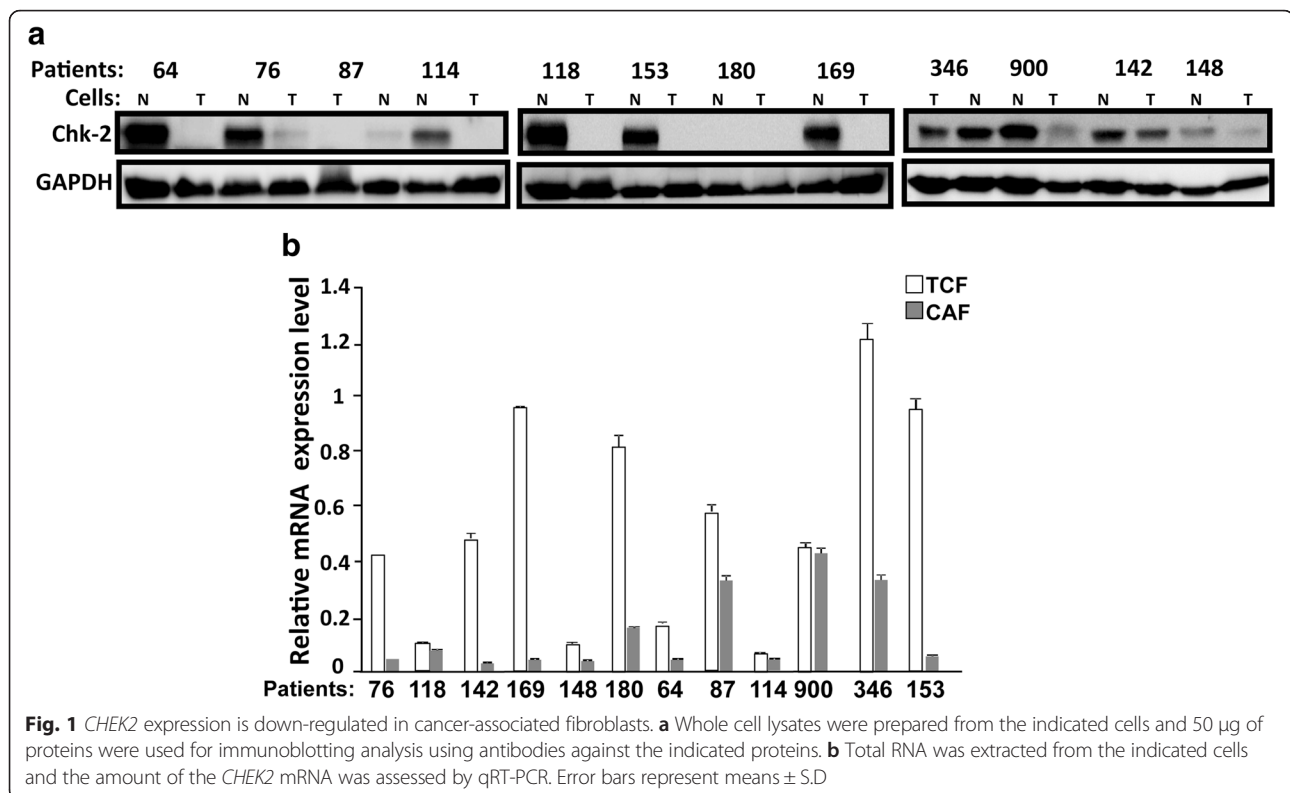 a
Patients: 64 76 87 114 118 153 180 169 346 900 142 148
Cells: N T N T T N N T N T N T N T N T T N N T N T N T
Chk-2
GAPDH
b
Relative mRNA expression level
1.4
1.2
1
0.8
0.6
0.4
0.2
0
TCF
CAF
Patients: 76 118 142 169 148 180 64 87 114 900 346 153
Fig. 1 CHEK2 expression is down-regulated in cancer-associated fibroblasts. a Whole cell lysates were prepared from the indicated cells and 50 μg of
proteins were used for immunoblotting analysis using antibodies against the indicated proteins. b Total RNA was extracted from the indicated cells
and the amount of the CHEK2 mRNA was assessed by qRT-PCR. Error bars represent means ± S.D